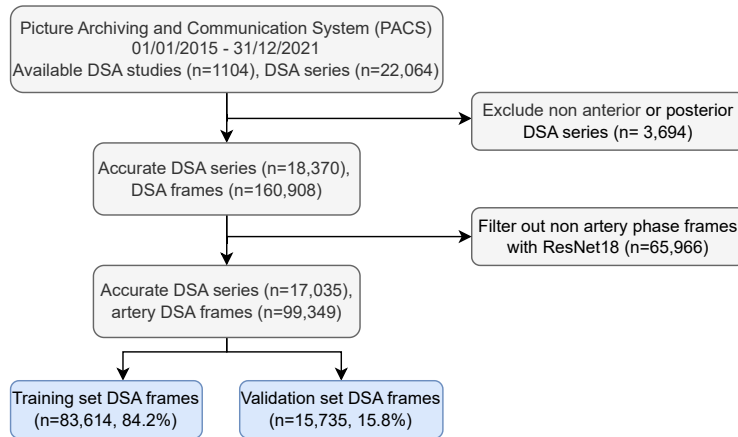 Picture Archiving and Communication System (PACS)
01/01/2015 - 31/12/2021
Available DSA studies (n=1104), DSA series (n=22,064)
Exclude non anterior or posterior
DSA series (n= 3,694)
Accurate DSA series (n=18,370),
DSA frames (n=160,908)
Filter out non artery phase frames
with ResNet18 (n=65,966)
Accurate DSA series (n=17,035),
artery DSA frames (n=99,349)
Training set DSA frames
(n=83,614, 84.2%)
Validation set DSA frames
(n=15,735, 15.8%)